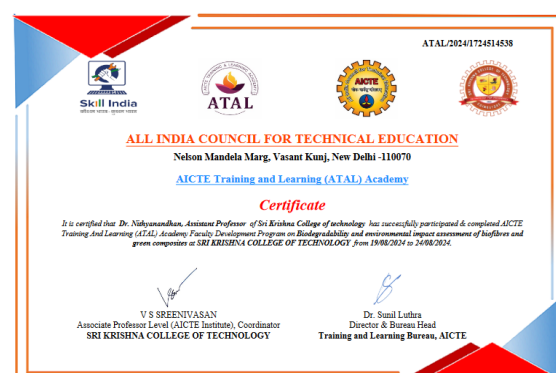 ATAL/2024/1724514538
Skill India
कौशल भारत - कुशल भारत
ATAL
AICTE
ALL INDIA COUNCIL FOR TECHNICAL EDUCATION
Nelson Mandela Marg, Vasant Kunj, New Delhi -110070
AICTE Training and Learning (ATAL) Academy
Certificate
It is certified that Dr. Nithyanandhan, Assistant Professor of Sri Krishna College of technology has successfully participated & completed AICTE
Training And Learning (ATAL) Academy Faculty Development Program on Biodegradability and environmental impact assessment of biofibres and
green composites at SRI KRISHNA COLLEGE OF TECHNOLOGY from 19/08/2024 to 24/08/2024.
V S SREENIVASAN
Associate Professor Level (AICTE Institute), Coordinator
SRI KRISHNA COLLEGE OF TECHNOLOGY
Dr. Sunil Luthra
Director & Bureau Head
Training and Learning Bureau, AICTE